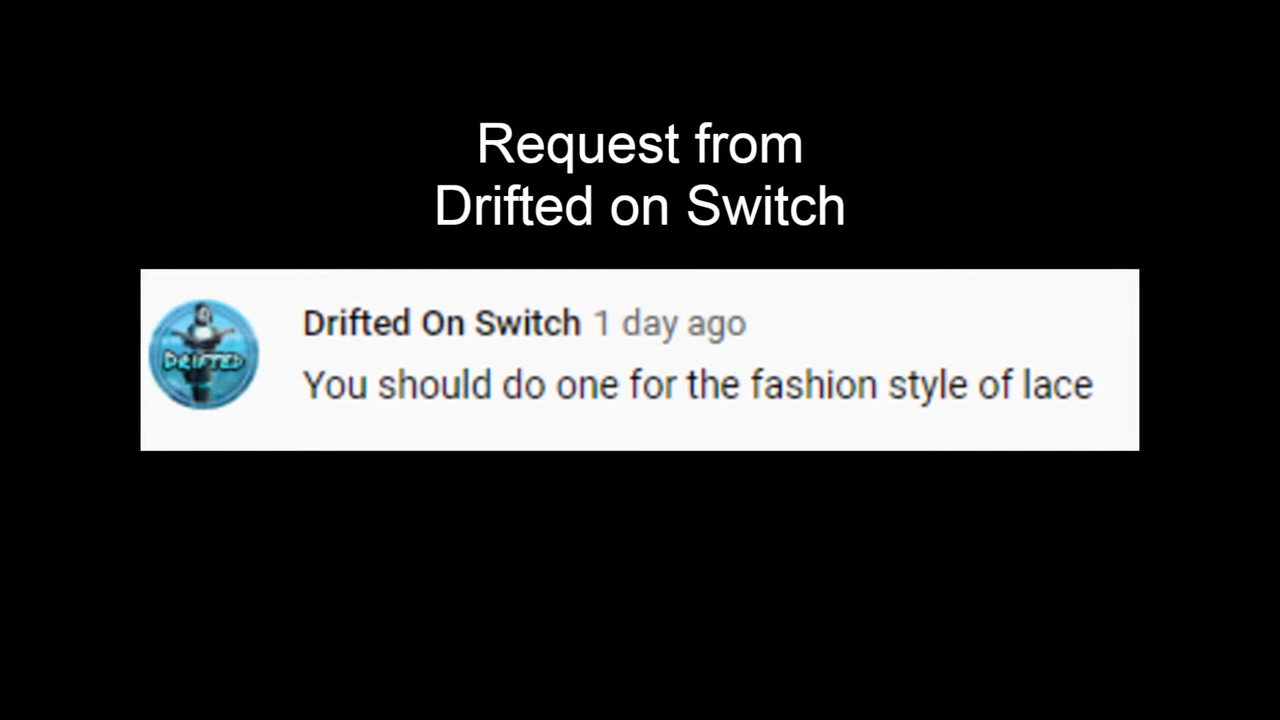 Request from
Drifted on Switch
Drifted On Switch 1 day ago
DRIFTED
You should do one for the fashion style of lace